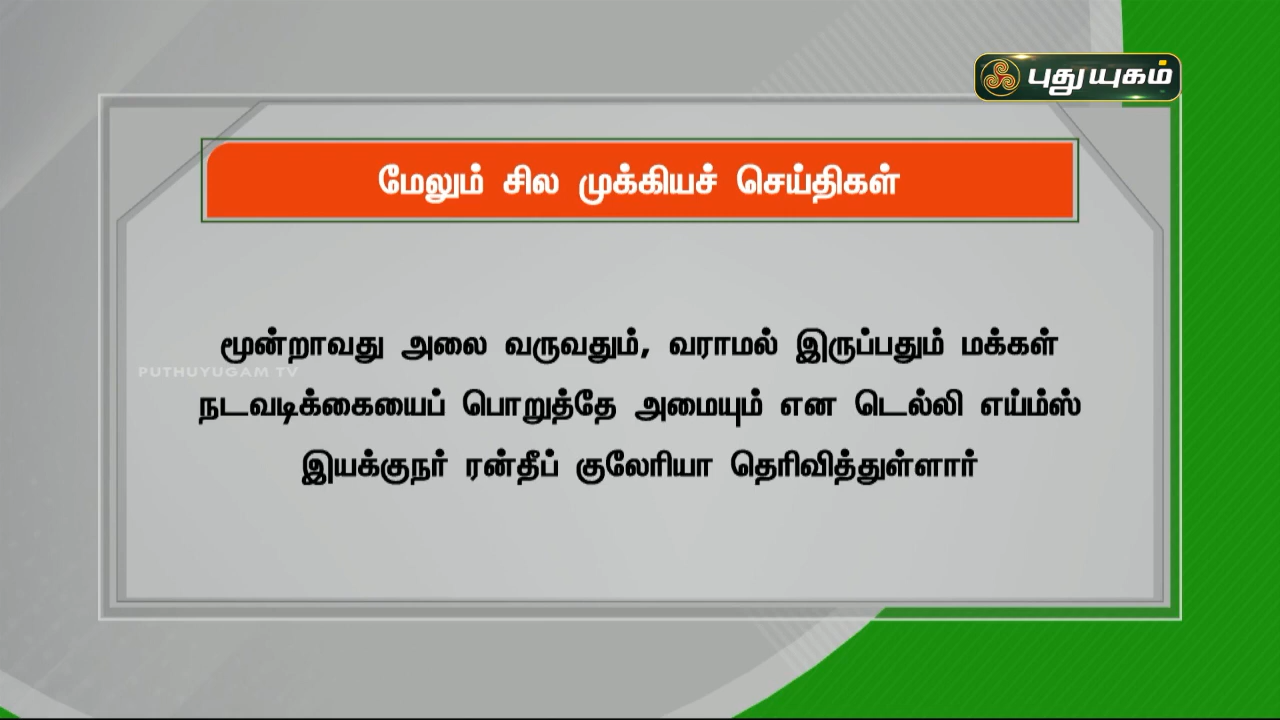 புதுயுகம்
மேலும் சில முக்கியச் செய்திகள்
மூன்றாவது அலை வருவதும், வராமல் இருப்பதும் மக்கள்
PUTHUYUGAM TV
நடவடிக்கையைப் பொறுத்தே அமையும் என டெல்லி எய்ம்ஸ்
இயக்குநர் ரன்தீப் குலேரியா தெரிவித்துள்ளார்